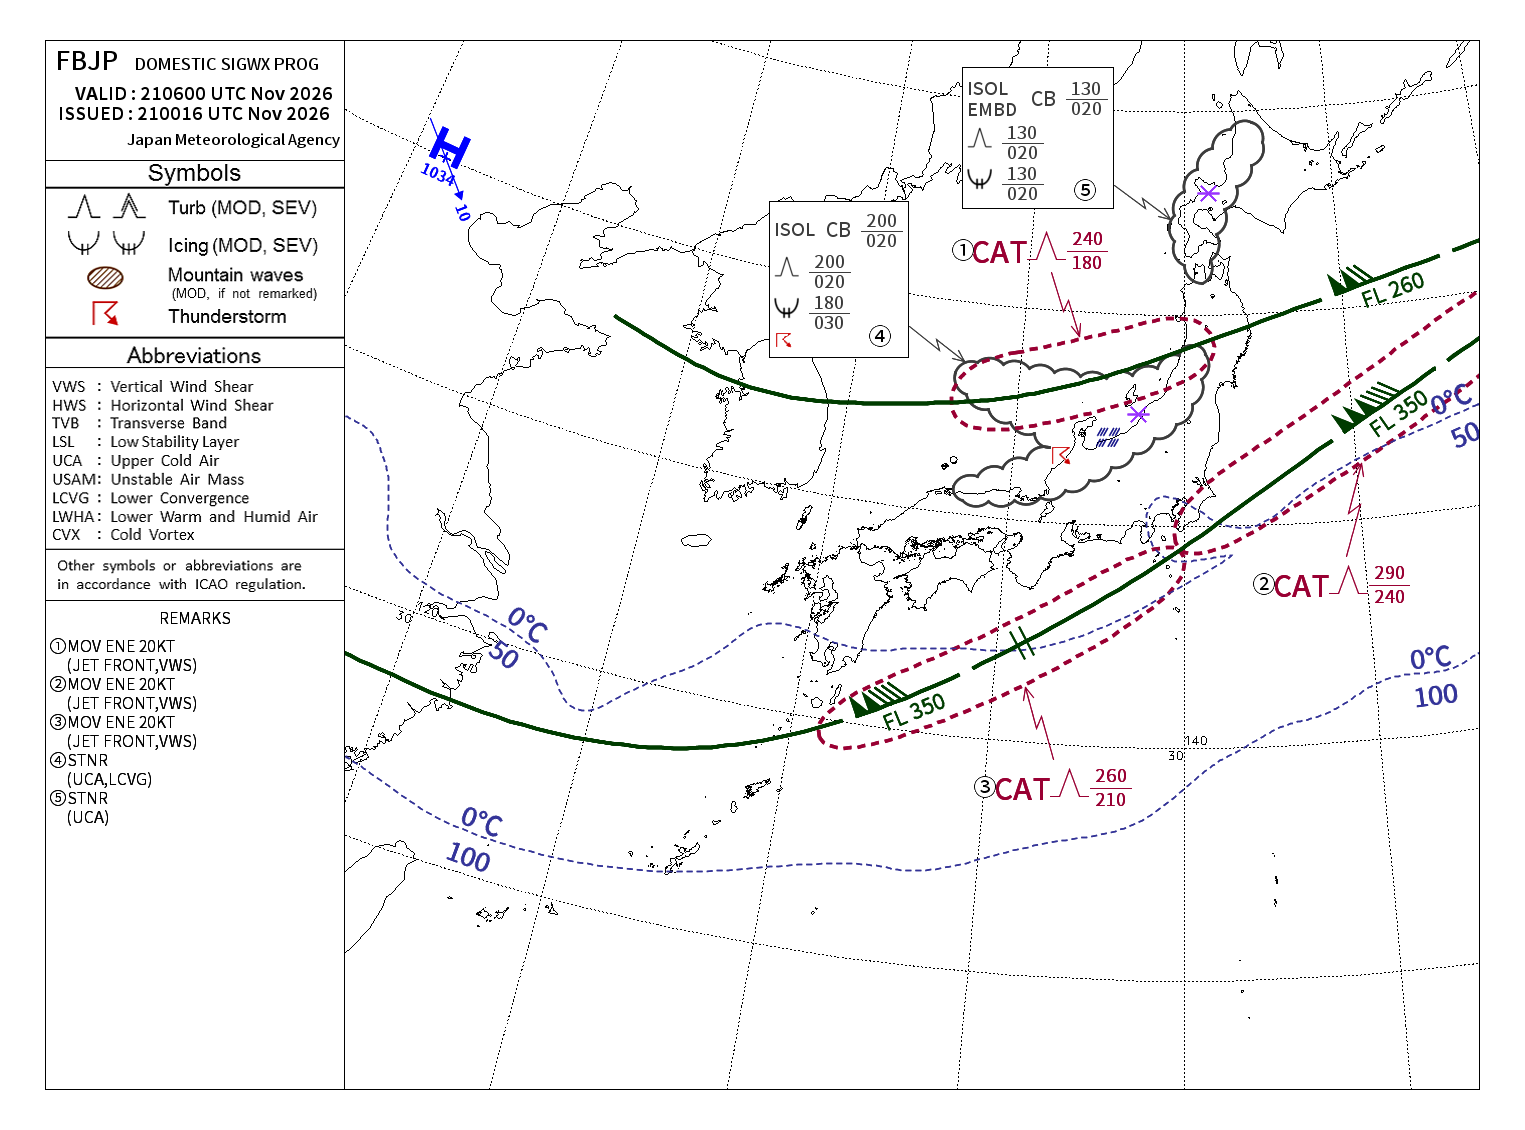 FBJP DOMESTIC SIGWX PROG
VALID : 210600 UTC Nov 2026
ISSUED : 210016 UTC Nov 2026
Japan Meteorological Agency
Symbols
Turb (MOD, SEV)
Icing (MOD, SEV)
Mountain waves
(MOD, if not remarked)
Thunderstorm
Abbreviations
VWS : Vertical Wind Shear
HWS : Horizontal Wind Shear
TVB : Transverse Band
LSL : Low Stability Layer
UCA : Upper Cold Air
USAM : Unstable Air Mass
LCVG : Lower Convergence
LWHA : Lower Warm and Humid Air
CVX : Cold Vortex
Other symbols or abbreviations are
in accordance with ICAO regulation.
REMARKS
①MOV ENE 20KT
(JET FRONT,VWS)
②MOV ENE 20KT
(JET FRONT,VWS)
③MOV ENE 20KT
(JET FRONT,VWS)
④STNR
(UCA,LCVG)
⑤STNR
(UCA)
H
1034
10
ISOL
EMBD CB 130
020
130
020
130
020
⑤
ISOL CB 200
020
200
020
180
030
④
①CAT 240
180
FL 260
FL 350
0°C
50
②CAT 290
240
0°C
100
30
0°C
50
FL 350
140
30
③CAT 260
210
0°C
100